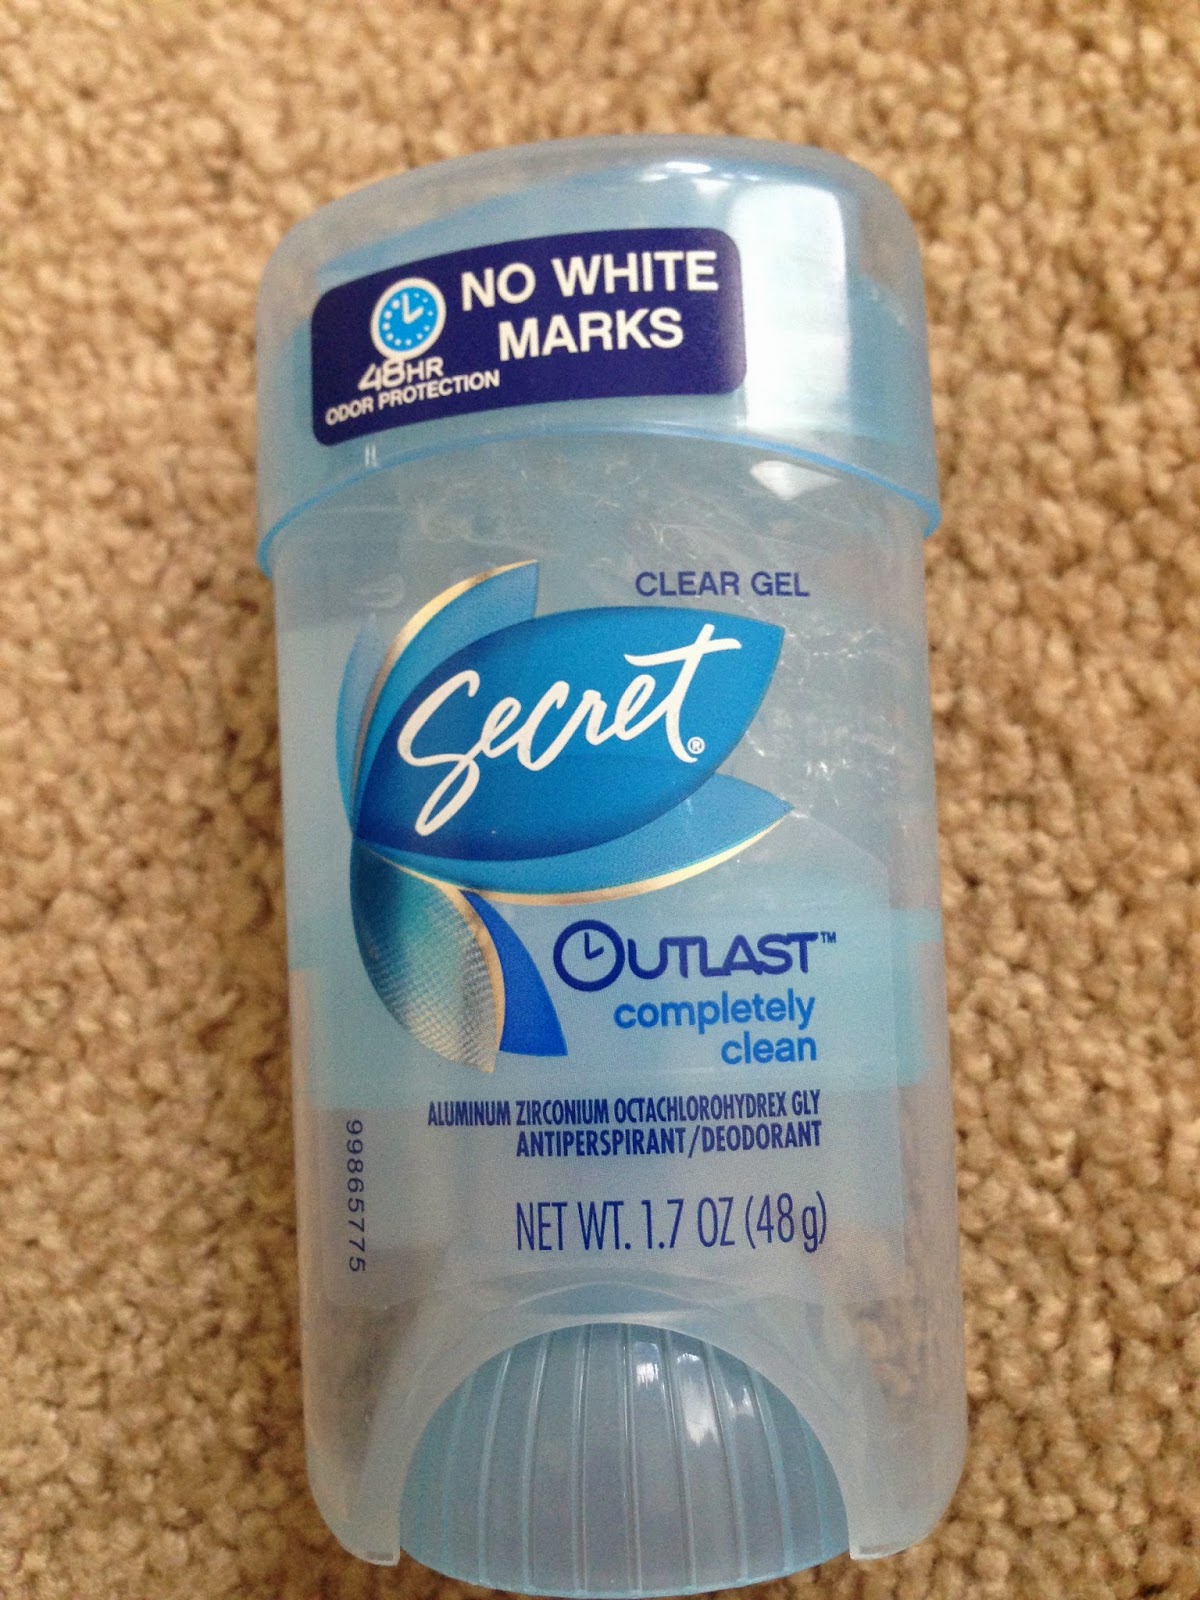 NO WHITE
MARKS
48HR
ODOR PROTECTION
CLEAR GEL
Secret®
OUTLAST™
completely
clean
ALUMINUM ZIRCONIUM OCTACHLOROHYDREX GLY
ANTIPERSPIRANT/DEODORANT
NET WT. 1.7 OZ (48 g)
99865775